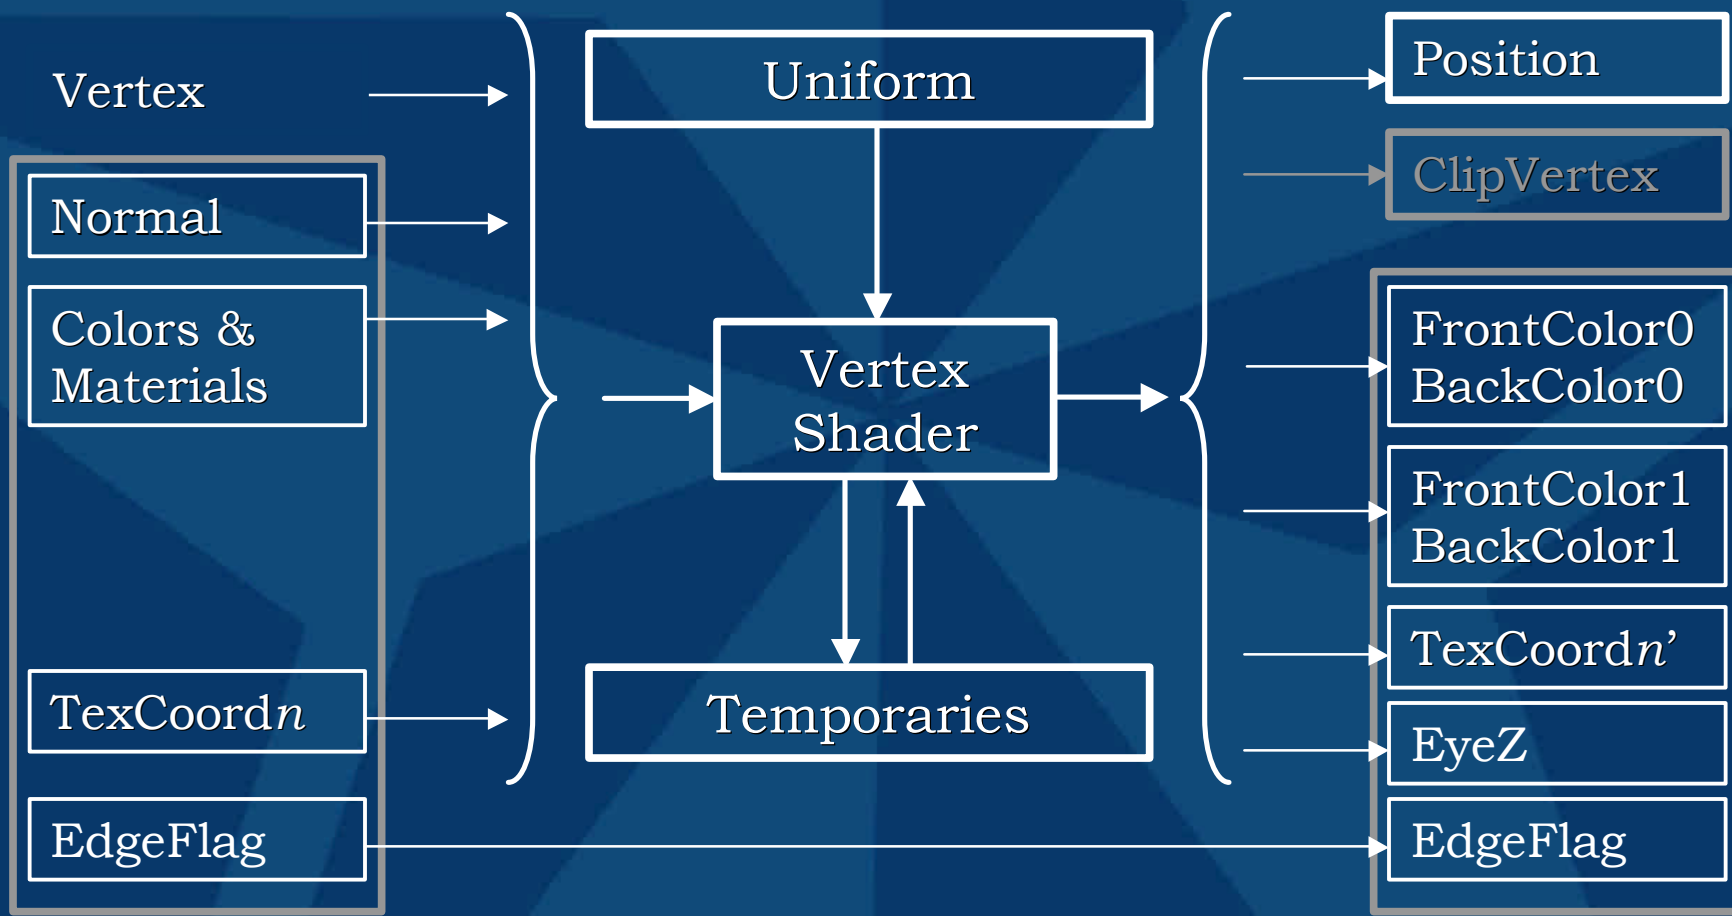 Vertex
Normal
Colors &
Materials
TexCoordn
EdgeFlag
Uniform
Vertex
Shader
Temporaries
Position
ClipVertex
FrontColor0
BackColor0
FrontColor1
BackColor1
TexCoordn’
EyeZ
EdgeFlag